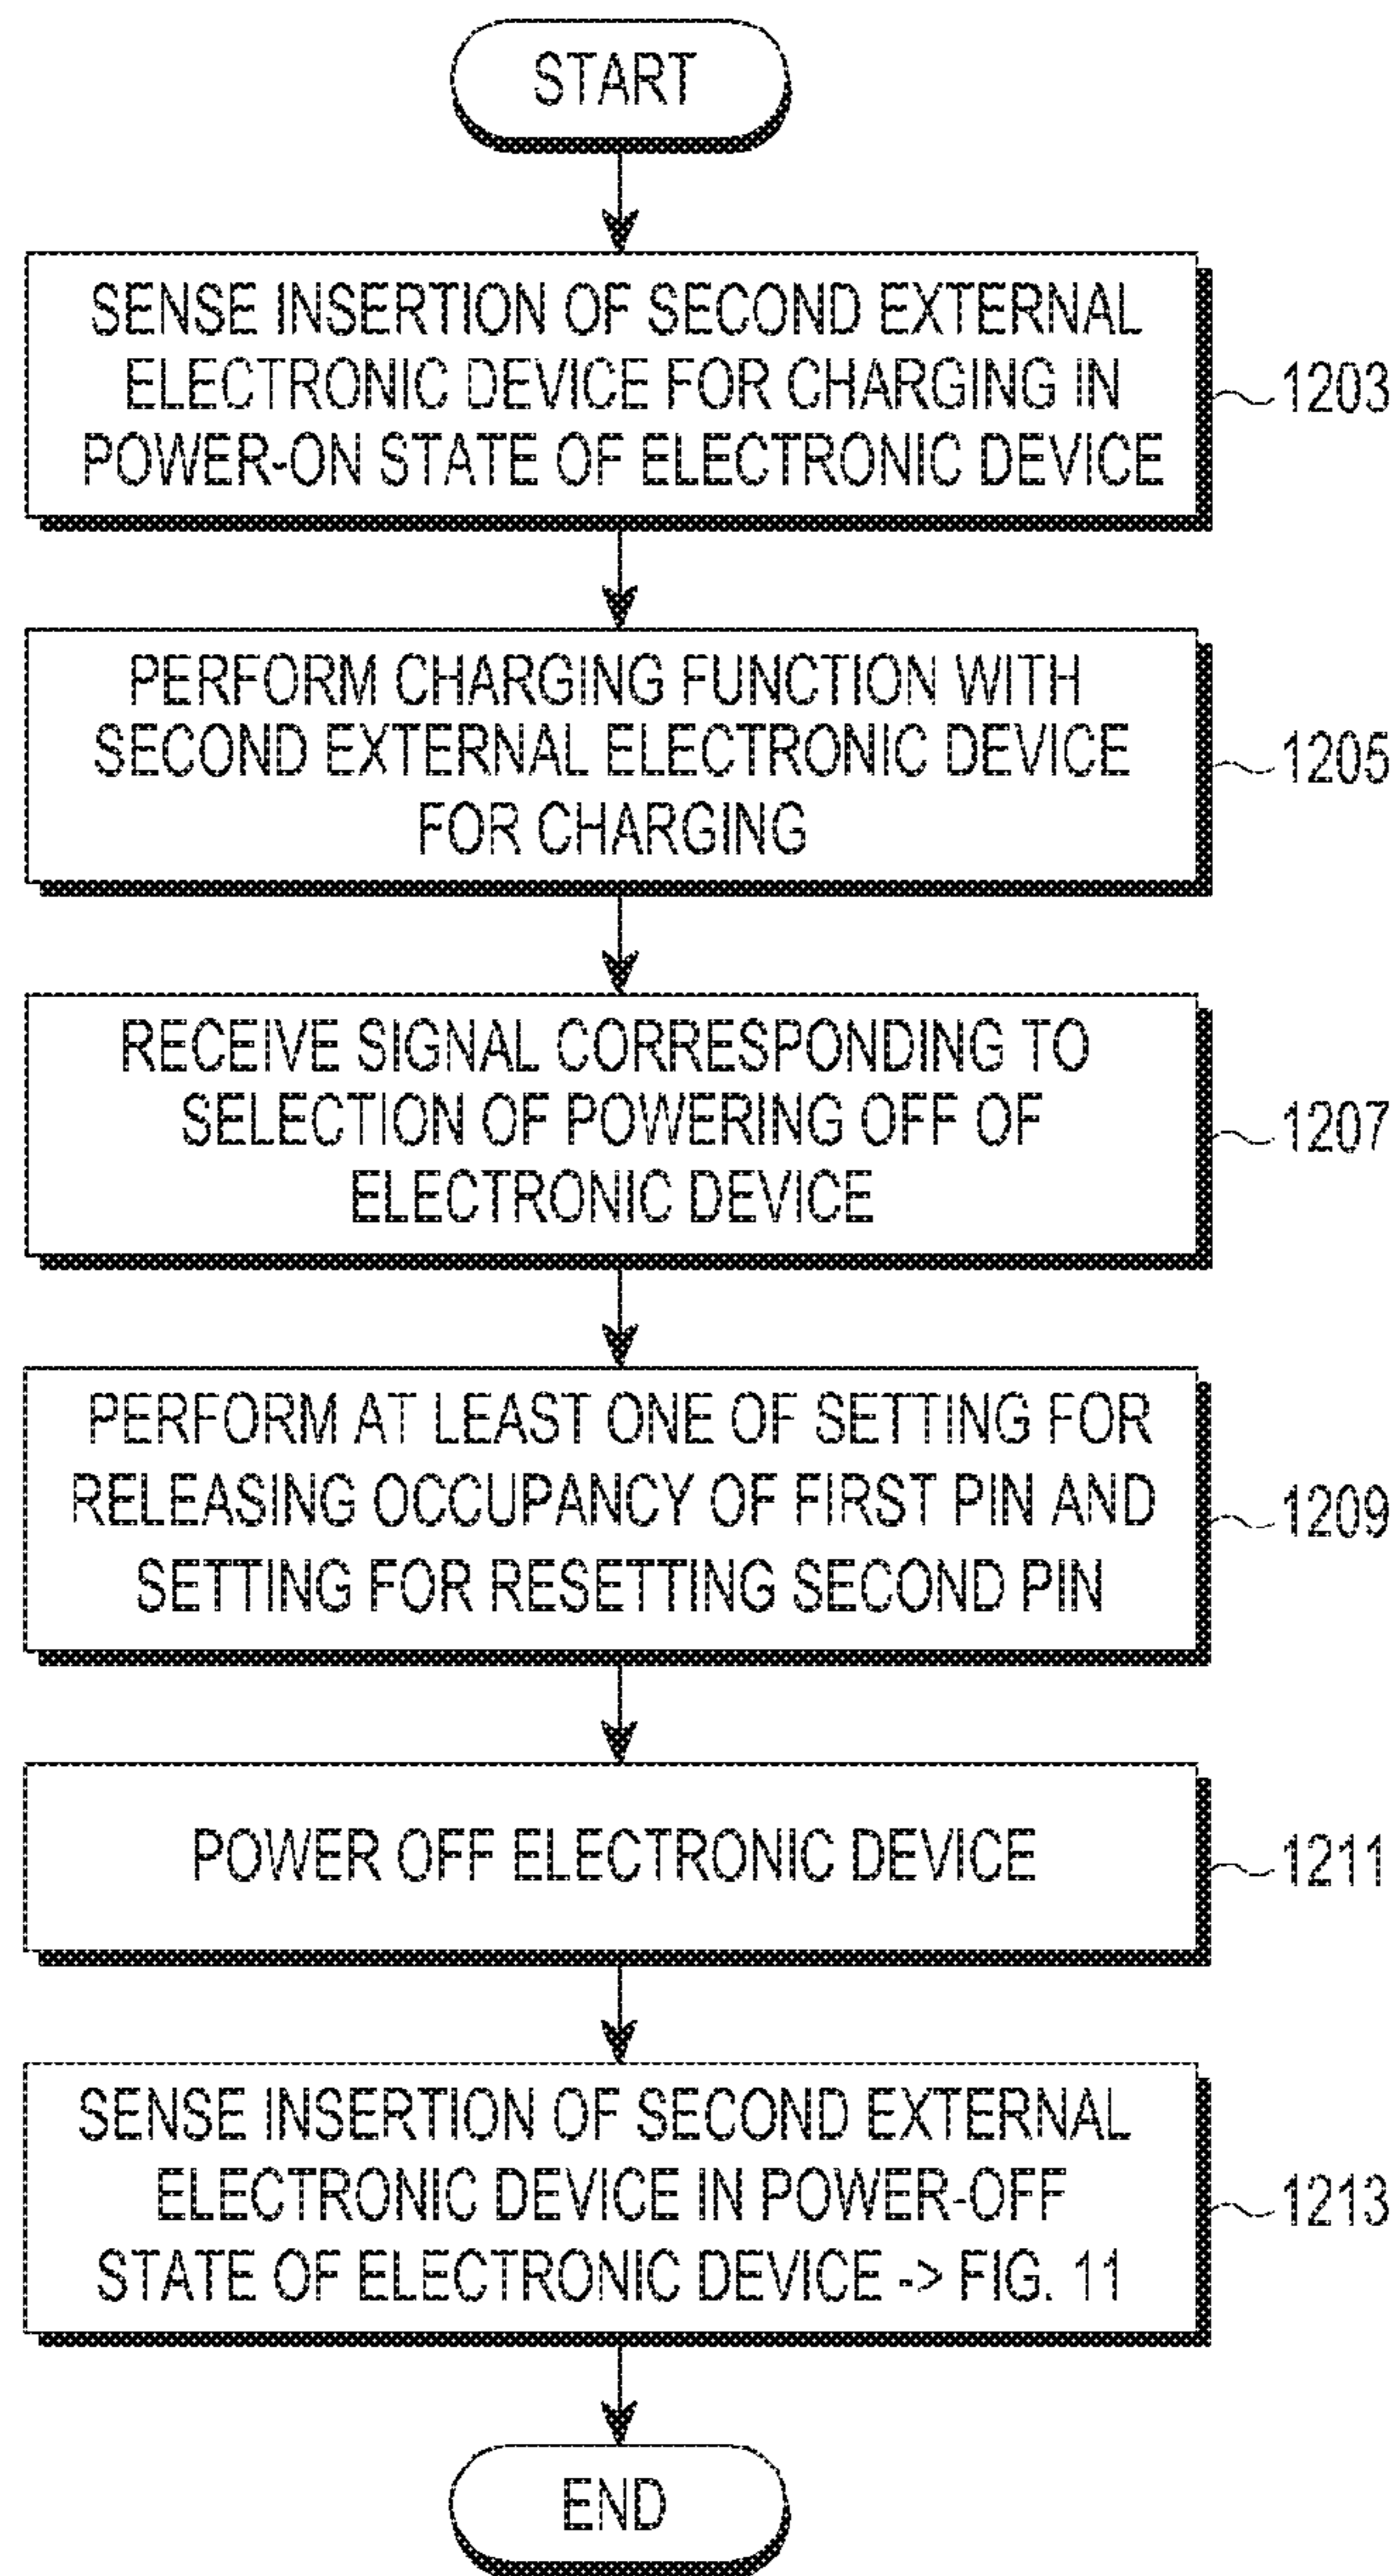 START
SENSE INSERTION OF SECOND EXTERNAL
ELECTRONIC DEVICE FOR CHARGING IN
POWER-ON STATE OF ELECTRONIC DEVICE
1203
PERFORM CHARGING FUNCTION WITH
SECOND EXTERNAL ELECTRONIC DEVICE
FOR CHARGING
1205
RECEIVE SIGNAL CORRESPONDING TO
SELECTION OF POWERING OFF OF
ELECTRONIC DEVICE
1207
PERFORM AT LEAST ONE OF SETTING FOR
RELEASING OCCUPANCY OF FIRST PIN AND
SETTING FOR RESETTING SECOND PIN
1209
POWER OFF ELECTRONIC DEVICE
1211
SENSE INSERTION OF SECOND EXTERNAL
ELECTRONIC DEVICE IN POWER-OFF
STATE OF ELECTRONIC DEVICE -> FIG. 11
1213
END